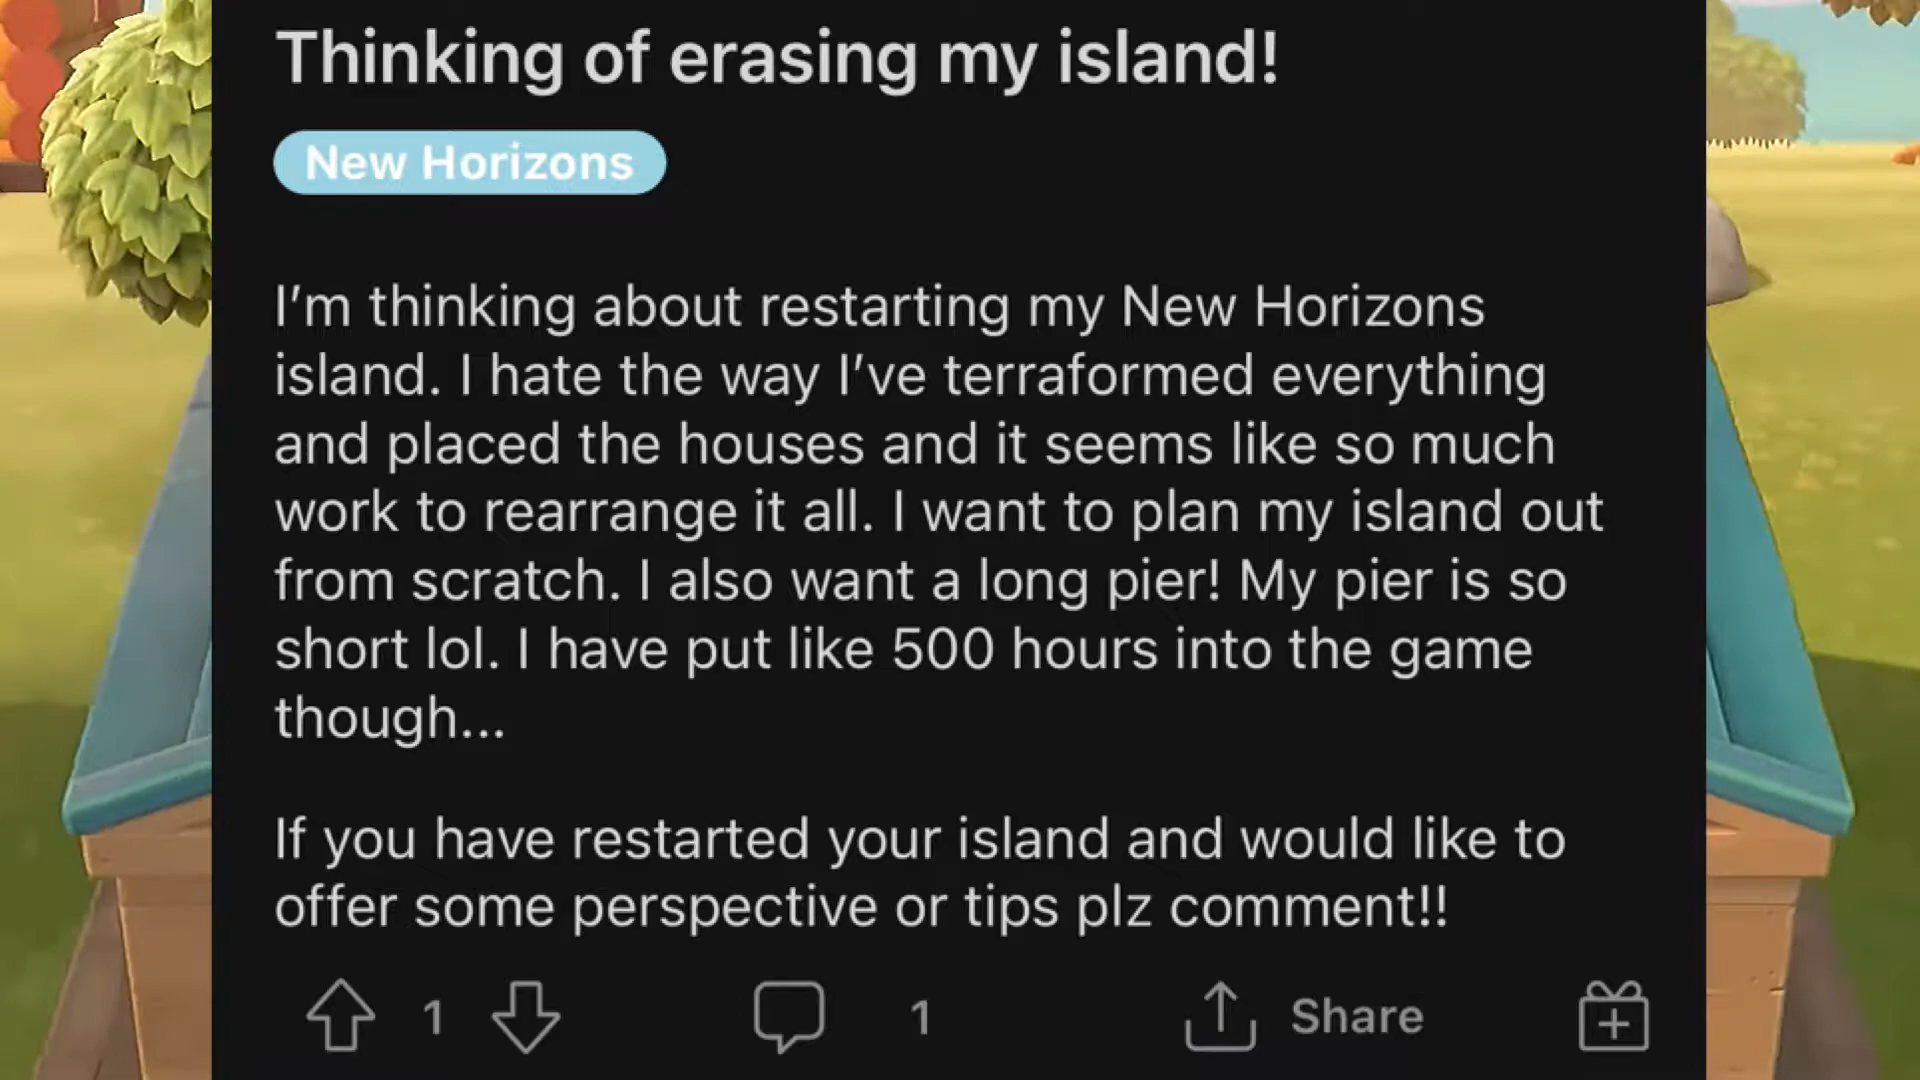 Thinking of erasing my island!
New Horizons
I’m thinking about restarting my New Horizons
island. I hate the way I’ve terraformed everything
and placed the houses and it seems like so much
work to rearrange it all. I want to plan my island out
from scratch. I also want a long pier! My pier is so
short lol. I have put like 500 hours into the game
though...
If you have restarted your island and would like to
offer some perspective or tips plz comment!!
1 1 Share